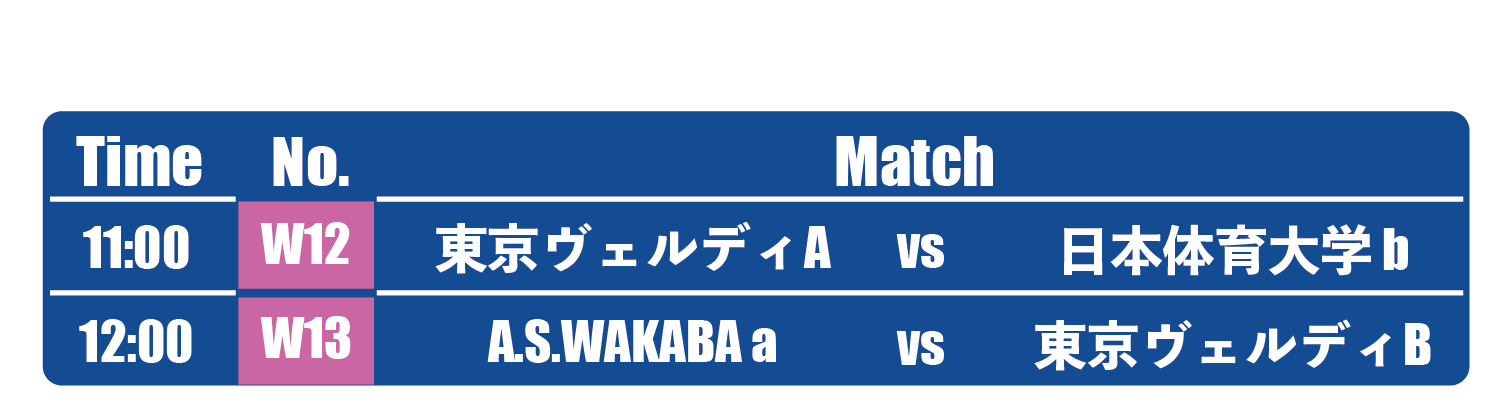 Time No. Match
11:00 W12 東京ヴェルディA vs 日本体育大学 b
12:00 W13 A.S.WAKABA a vs 東京ヴェルディB